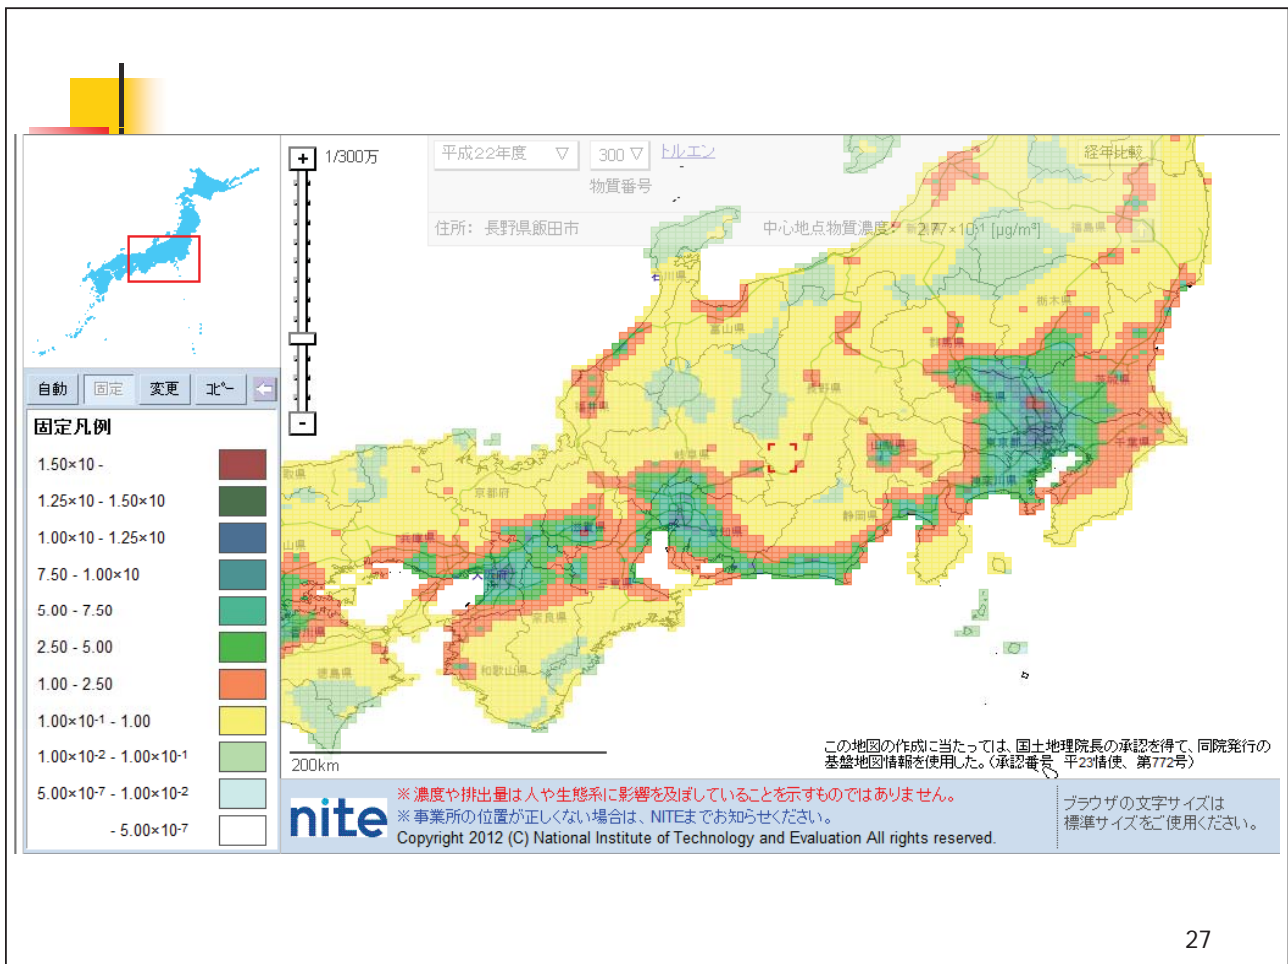 1/300万
平成22年度 ▽
300 ▽
トルエン
経年比較
物質番号
住所: 長野県飯田市
中心地点物質濃度:
2.77×10-¹ [μg/m³]
福島県
石川県
富山県
栃木県
群馬県
長野県
福井県
茨城県
埼玉県
東京都
千葉県
山梨県
岐阜県
神奈川県
京都府
静岡県
愛知県
兵庫県
大阪府
三重県
奈良県
和歌山県
徳島県
自動
固定
変更
コピー
固定凡例
1.50×10 -
1.25×10 - 1.50×10
1.00×10 - 1.25×10
7.50 - 1.00×10
5.00 - 7.50
2.50 - 5.00
1.00 - 2.50
1.00×10-¹ - 1.00
1.00×10-² - 1.00×10-¹
5.00×10-⁷ - 1.00×10-²
- 5.00×10-⁷
200km
この地図の作成に当たっては、国土地理院長の承認を得て、同院発行の
基盤地図情報を使用した。(承認番号 平23情使、第772号)
nite
※濃度や排出量は人や生態系に影響を及ぼしていることを示すものではありません。
※事業所の位置が正しくない場合は、NITEまでお知らせください。
Copyright 2012 (C) National Institute of Technology and Evaluation All rights reserved.
ブラウザの文字サイズは
標準サイズをご使用ください。
27